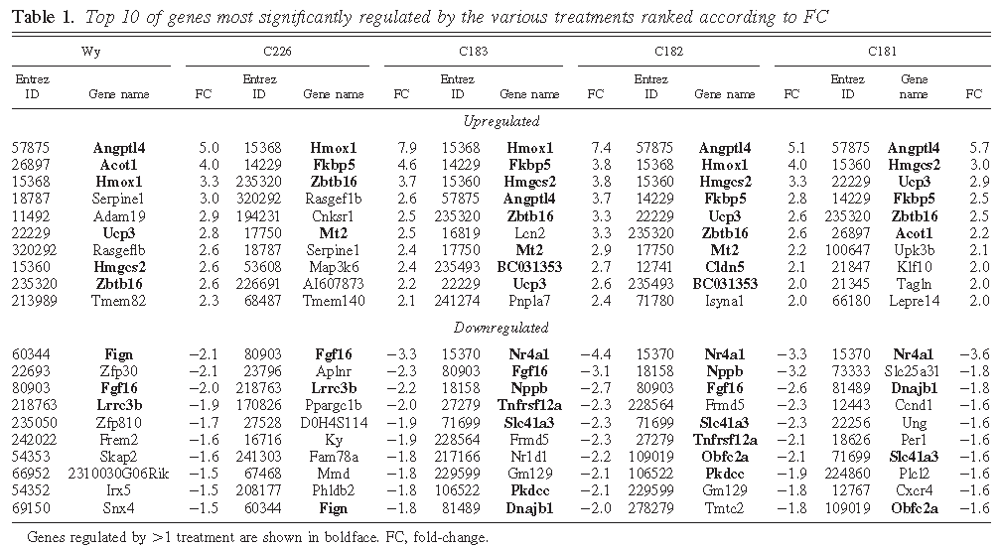 Table 1. Top 10 of genes most significantly regulated by the various treatments ranked according to FC
Wy C226 C183 C182 C181
Entrez ID Gene name FC Entrez ID Gene name FC Entrez ID Gene name FC Entrez ID Gene name FC Entrez ID Gene name FC
Upregulated
57875 Angptl4 5.0 15368 Hmox1 7.9 15368 Hmox1 7.4 57875 Angptl4 5.1 57875 Angptl4 5.7
26897 Acot1 4.0 14229 Fkbp5 4.6 14229 Fkbp5 3.8 15368 Hmox1 4.0 15360 Hmgcs2 3.0
15368 Hmox1 3.3 235320 Zbtb16 3.7 15360 Hmgcs2 3.8 15360 Hmgcs2 3.3 22229 Ucp3 2.9
18787 Serpine1 3.0 320292 Rasgef1b 2.6 57875 Angptl4 3.7 14229 Fkbp5 2.8 14229 Fkbp5 2.5
11492 Adam19 2.9 194231 Cnksr1 2.5 235320 Zbtb16 3.3 22229 Ucp3 2.6 235320 Zbtb16 2.5
22229 Ucp3 2.8 17750 Mt2 2.5 16819 Lcn2 3.3 235320 Zbtb16 2.6 26897 Acot1 2.2
320292 Rasgef1b 2.6 18787 Serpine1 2.4 17750 Mt2 2.9 17750 Mt2 2.2 100647 Upk3b 2.1
15360 Hmgcs2 2.6 53608 Map3k6 2.4 235493 BC031353 2.7 12741 Cldn5 2.1 21847 Klf10 2.0
235320 Zbtb16 2.6 226691 AI607873 2.2 22229 Ucp3 2.6 235493 BC031353 2.0 21345 Tagln 2.0
213989 Tmem82 2.3 68487 Tmem140 2.1 241274 Pnpla7 2.4 71780 Isyna1 2.0 66180 Lepre14 2.0
Downregulated
60344 Fign −2.1 80903 Fgf16 −3.3 15370 Nr4a1 −4.4 15370 Nr4a1 −3.3 15370 Nr4a1 −3.6
22693 Zfp30 −2.1 23796 Aplnr −2.3 80903 Fgf16 −3.1 18158 Nppb −3.2 73333 Slc25a31 −1.8
80903 Fgf16 −2.0 218763 Lrrc3b −2.2 18158 Nppb −2.7 80903 Fgf16 −2.6 81489 Dnajb1 −1.8
218763 Lrrc3b −1.9 170826 Ppargc1b −2.0 27279 Tnfrsf12a −2.3 228564 Frmd5 −2.3 12443 Ccnd1 −1.6
235050 Zfp810 −1.7 27528 D0H4S114 −1.9 71699 Slc41a3 −2.3 71699 Slc41a3 −2.3 22256 Ung −1.6
242022 Frem2 −1.6 16716 Ky −1.9 228564 Frmd5 −2.3 27279 Tnfrsf12a −2.1 18626 Per1 −1.6
54353 Skap2 −1.6 241303 Fam78a −1.8 217166 Nr1d1 −2.2 109019 Obfc2a −2.1 71699 Slc41a3 −1.6
66952 2310030G06Rik −1.5 67468 Mmd −1.8 229599 Gm129 −2.1 106522 Pkdcc −1.9 224860 Plcl2 −1.6
54352 Irx5 −1.5 208177 Phldb2 −1.8 106522 Pkdcc −2.1 229599 Gm129 −1.8 12767 Cxcr4 −1.6
69150 Snx4 −1.5 60344 Fign −1.8 81489 Dnajb1 −2.0 278279 Tmtc2 −1.8 109019 Obfc2a −1.6
Genes regulated by >1 treatment are shown in boldface. FC, fold-change.